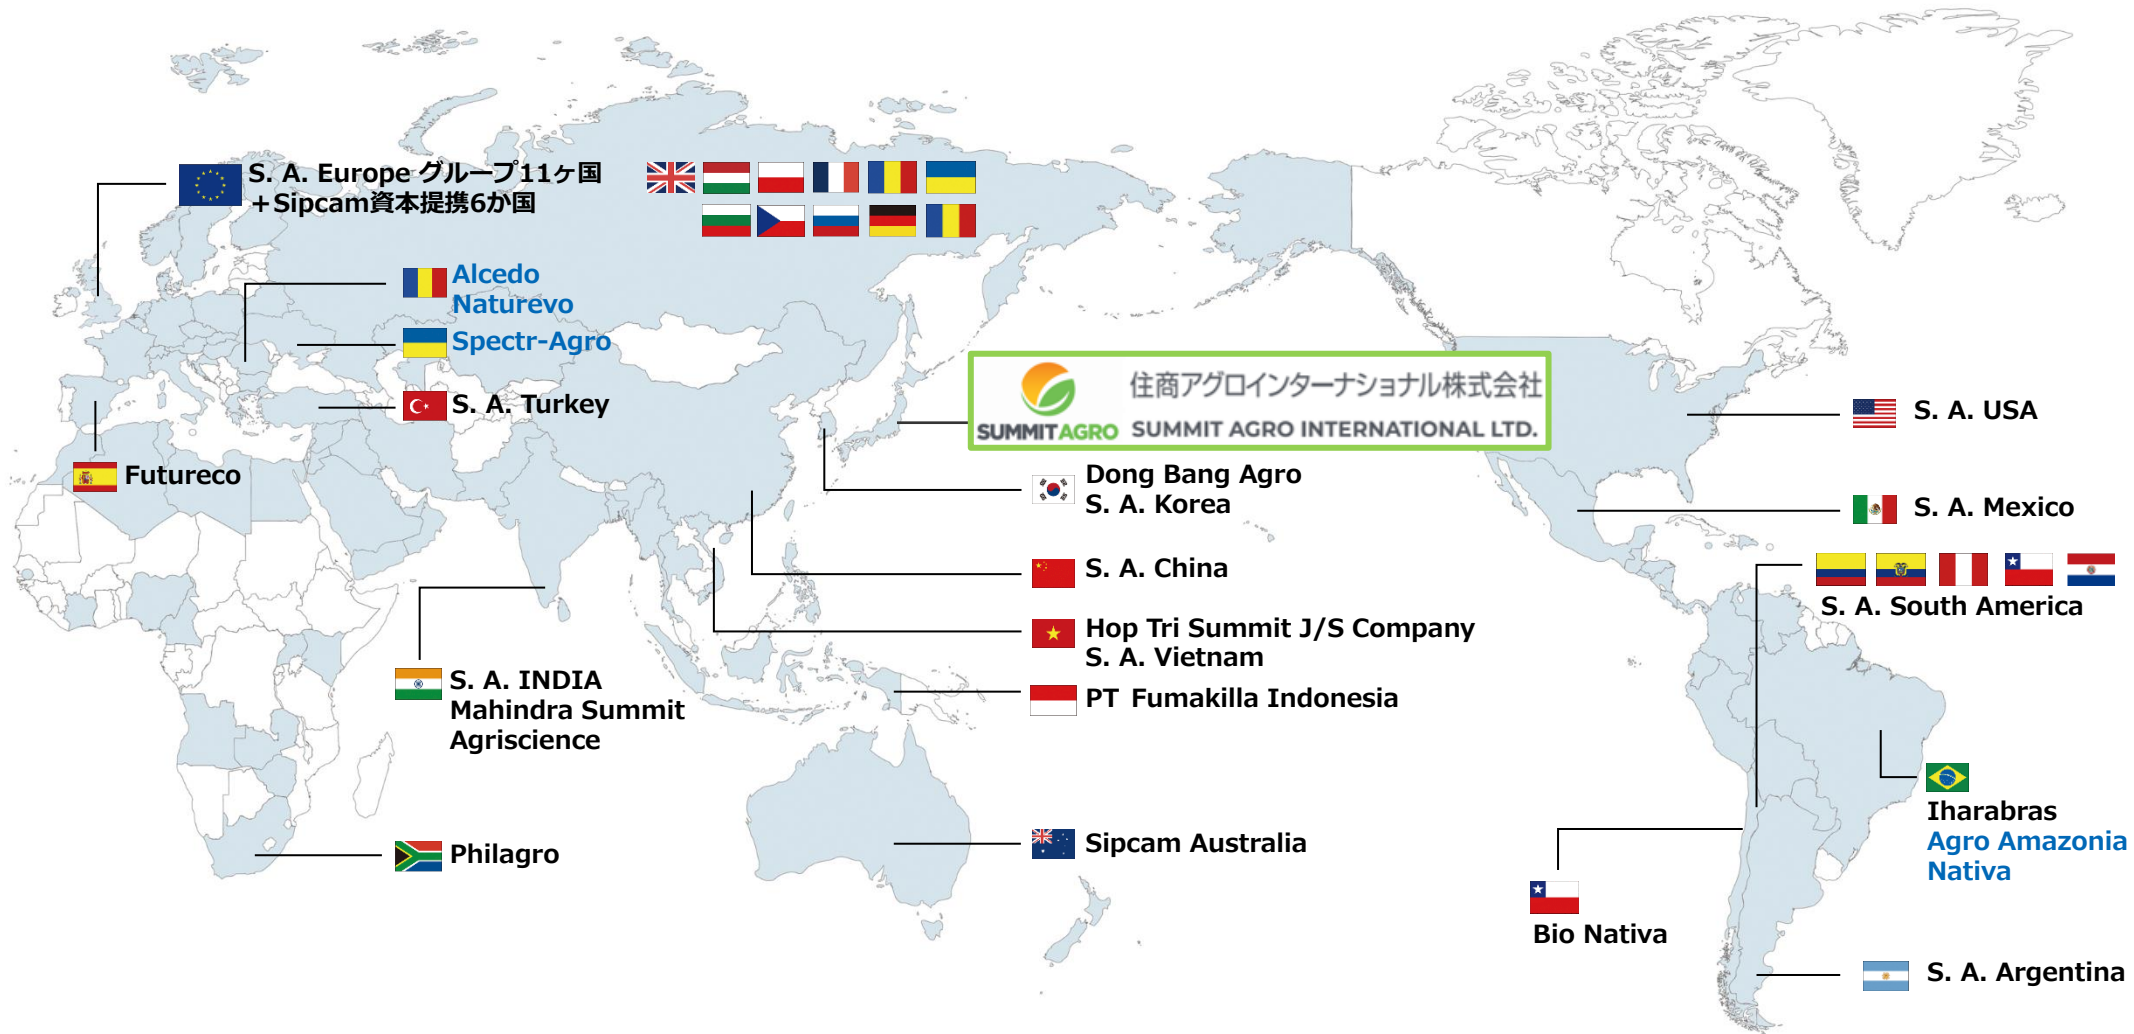 S. A. Europe グループ11ヶ国
＋Sipcam資本提携6か国
Alcedo
Naturevo
Spectr-Agro
S. A. Turkey
Futureco
SUMMIT AGRO
住商アグロインターナショナル株式会社
SUMMIT AGRO INTERNATIONAL LTD.
S. A. USA
Dong Bang Agro
S. A. Korea
S. A. Mexico
S. A. China
S. A. South America
Hop Tri Summit J/S Company
S. A. Vietnam
S. A. INDIA
Mahindra Summit
Agriscience
PT Fumakilla Indonesia
Iharabras
Agro Amazonia
Nativa
Philagro
Sipcam Australia
Bio Nativa
S. A. Argentina